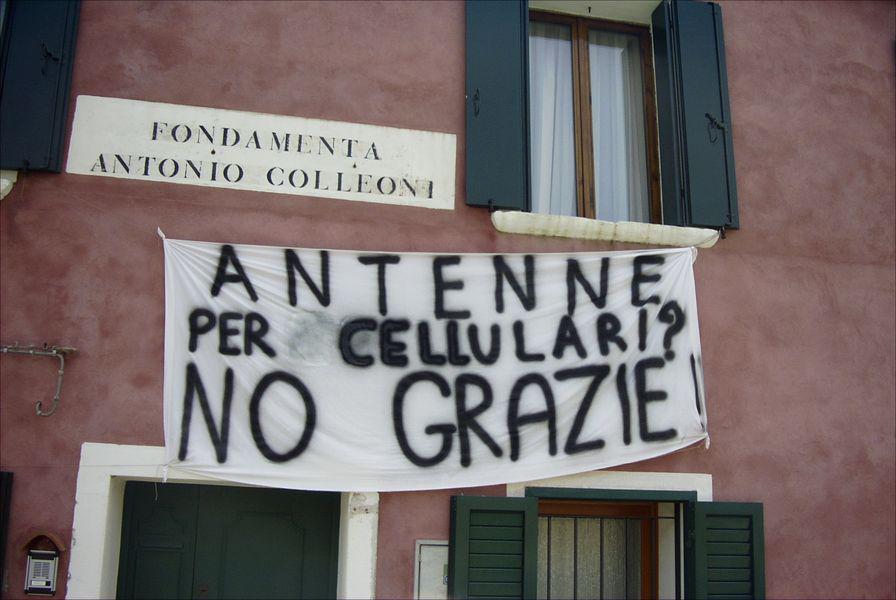 FONDAMENTA
ANTONIO COLLEONI
ANTENNE
PER CELLULARI?
NO GRAZIE!